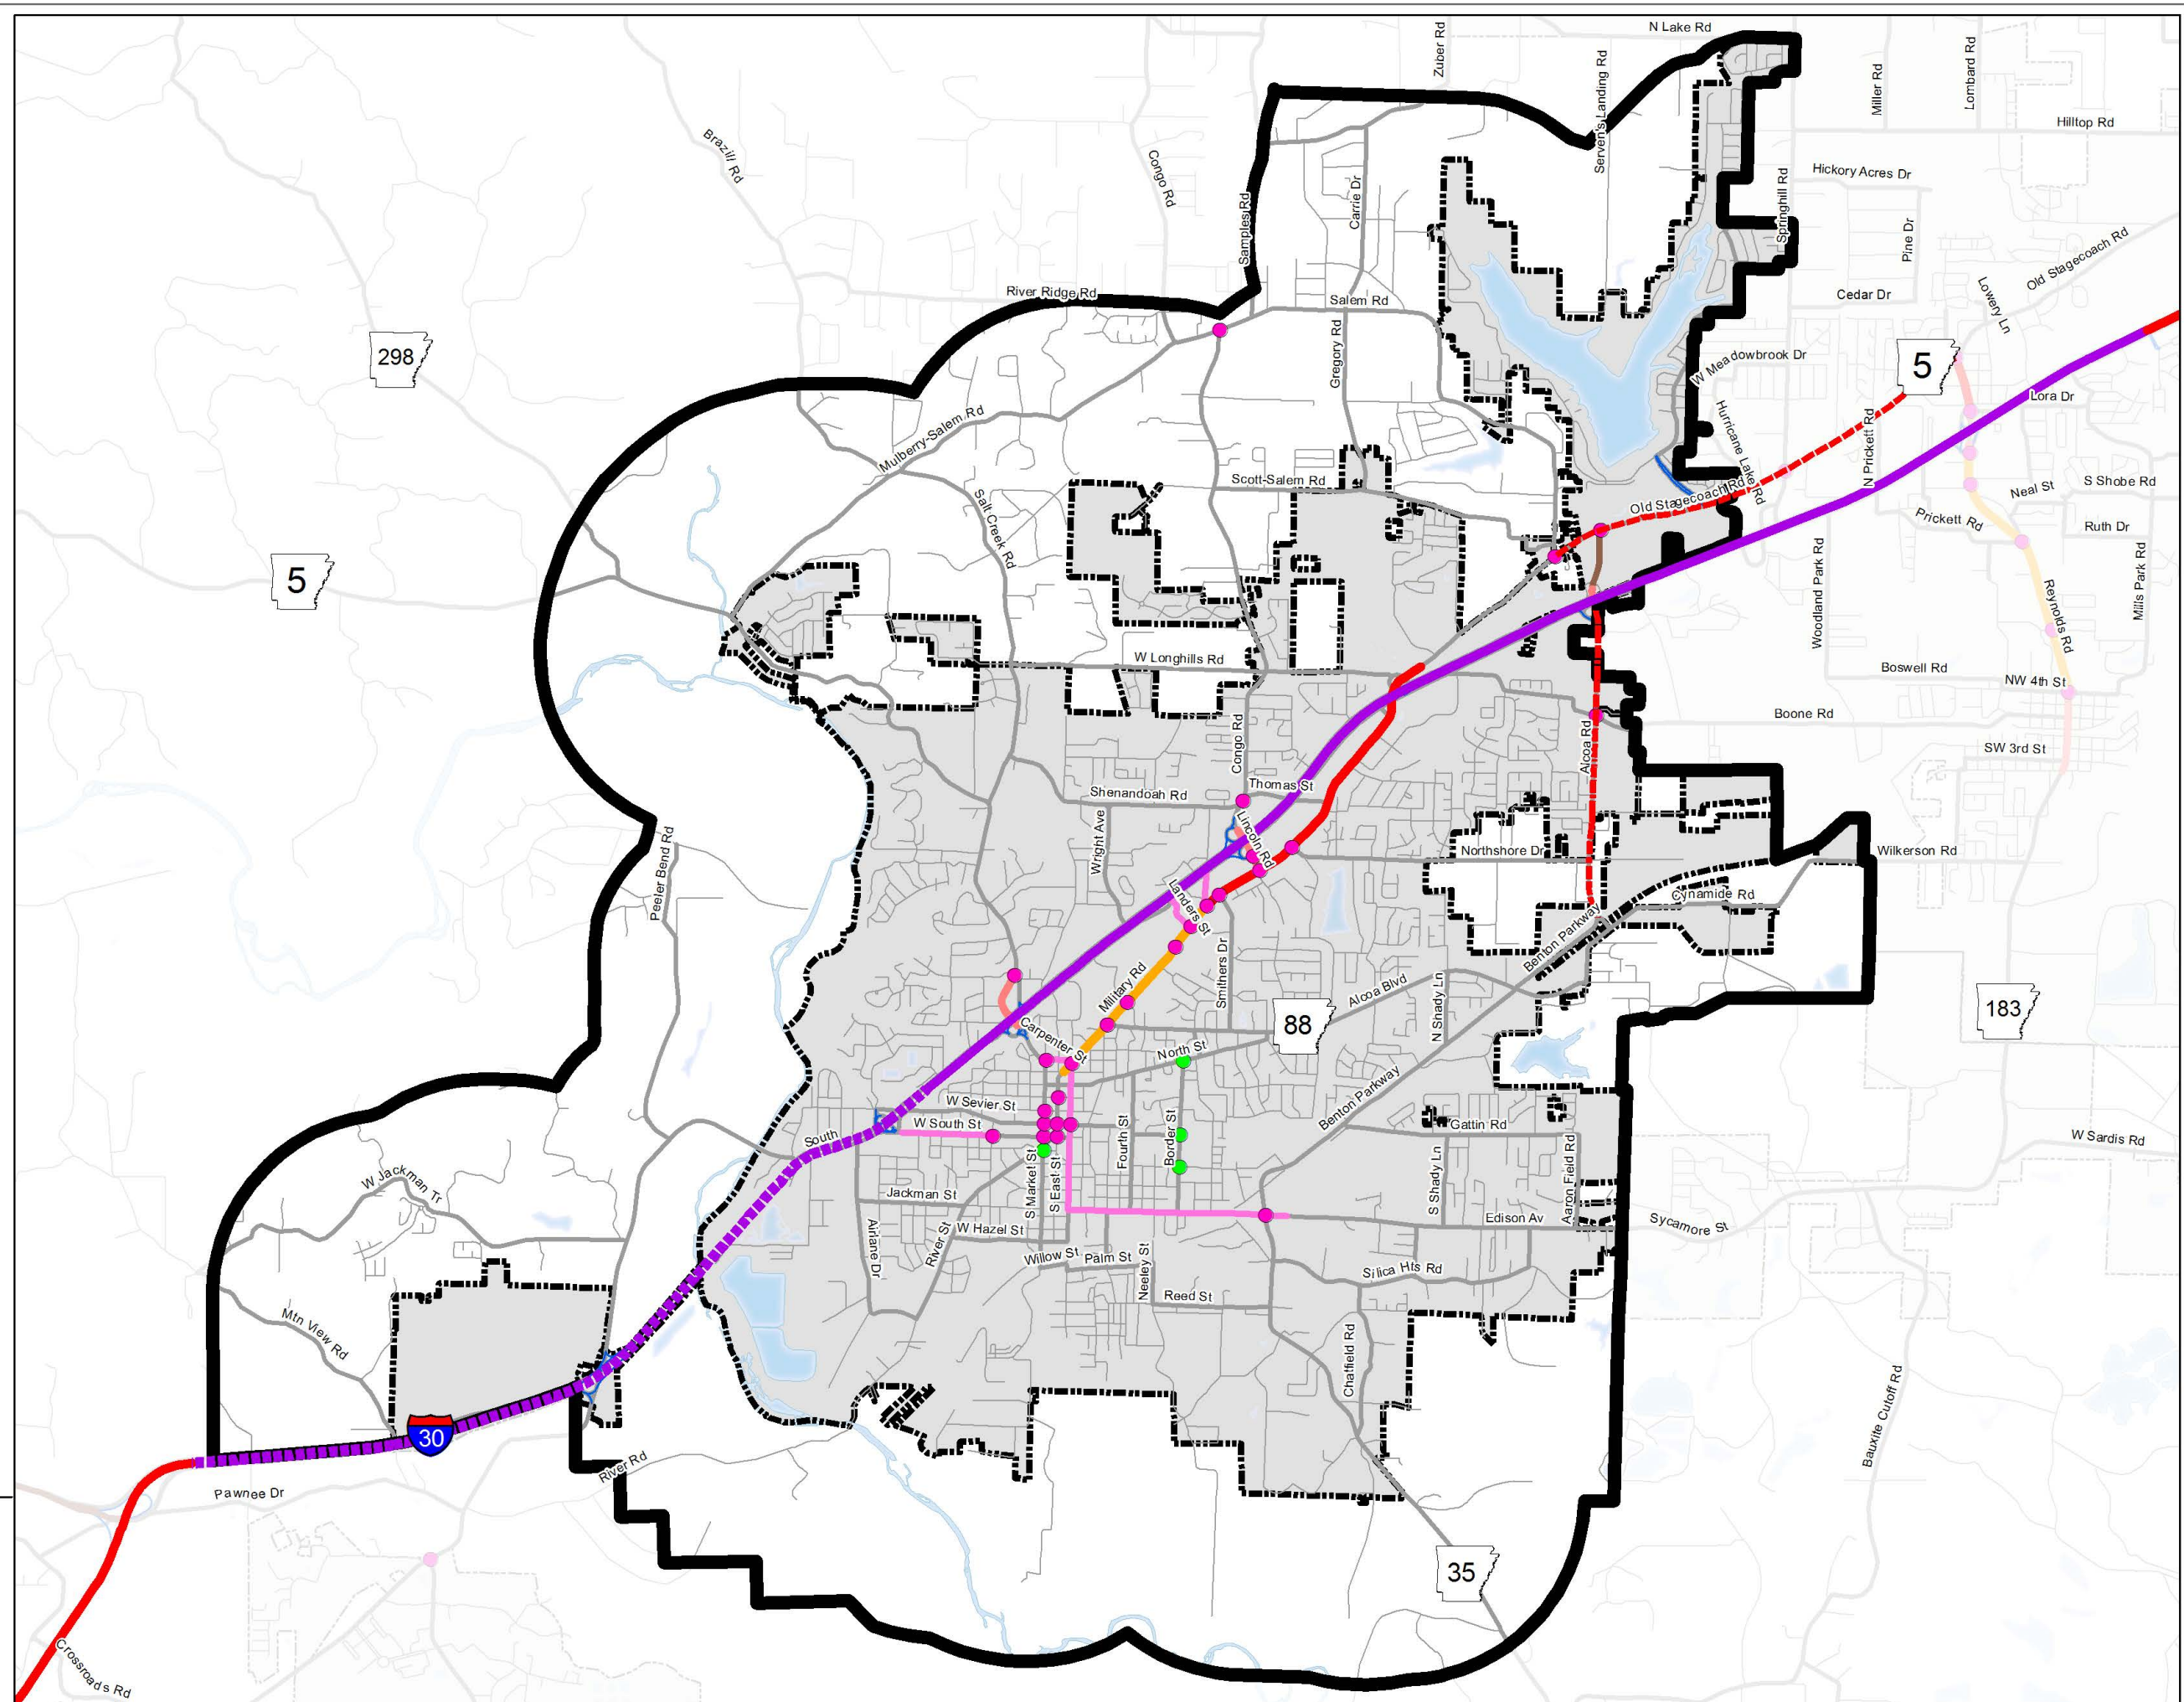 N Lake Rd
Zuber Rd
Serven's Landing Rd
Miller Rd
Lombard Rd
Hilltop Rd
Brazill Rd
Congo Rd
Samples Rd
Carrie Dr
Springhill Rd
Hickory Acres Dr
Pine Dr
Old Stagecoach Rd
Lowery Ln
Cedar Dr
River Ridge Rd
Salem Rd
Gregory Rd
298
W Meadowbrook Dr
5
Lora Dr
Mulberry-Salem Rd
Hurricane Lake Rd
N Prickett Rd
Scott-Salem Rd
Salt Creek Rd
Old Stagecoach Rd
Neal St
S Shobe Rd
Prickett Rd
Ruth Dr
5
Woodland Park Rd
Mills Park Rd
Reynolds Rd
W Longhills Rd
Boswell Rd
NW 4th St
Congo Rd
Alcoa Rd
Boone Rd
SW 3rd St
Thomas St
Shenandoah Rd
Lincoln Rd
Wright Ave
Northshore Dr
Wilkerson Rd
Peeler Bend Rd
Landers St
Cynamide Rd
Benton Parkway
Smithers Dr
Military Rd
Alcoa Blvd
N Shady Ln
88
183
Carpenter St
North St
Benton Parkway
W Sevier St
W South St
South
Fourth St
Border St
Gattin Rd
W Sardis Rd
W Jackman Tr
Jackman St
S Market St
S East St
S Shady Ln
Aaron Field Rd
Edison Av
Sycamore St
Airlane Dr
River St
W Hazel St
Willow St
Palm St
Neeley St
Silica Hts Rd
Reed St
Mtn View Rd
Chatfield Rd
Bauxite Cutoff Rd
30
River Rd
Pawnee Dr
35
Crossroads Rd